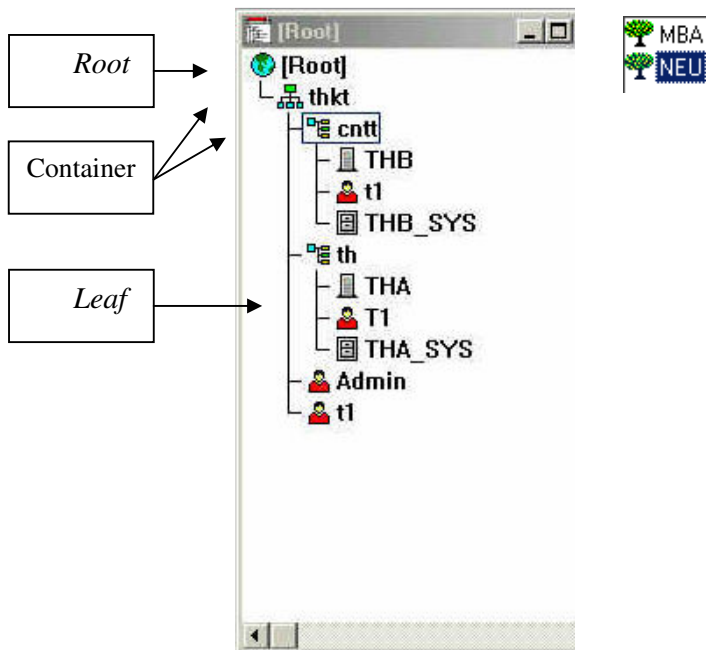 Root
Container
Leaf
[Root]
[Root]
thkt
cntt
THB
t1
THB_SYS
th
THA
T1
THA_SYS
Admin
t1
MBA
NEU